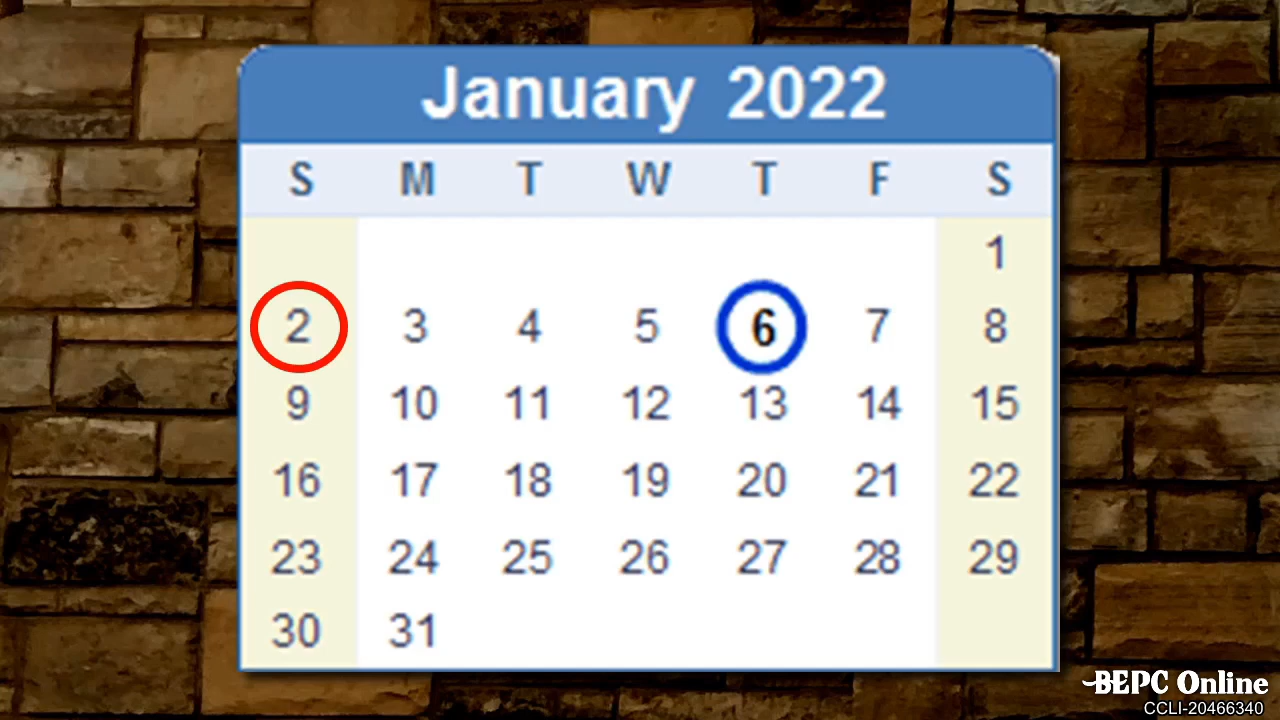 January 2022
S M T W T F S
1
2 3 4 5 6 7 8
9 10 11 12 13 14 15
16 17 18 19 20 21 22
23 24 25 26 27 28 29
30 31
BEPC Online
CCLI-20466340